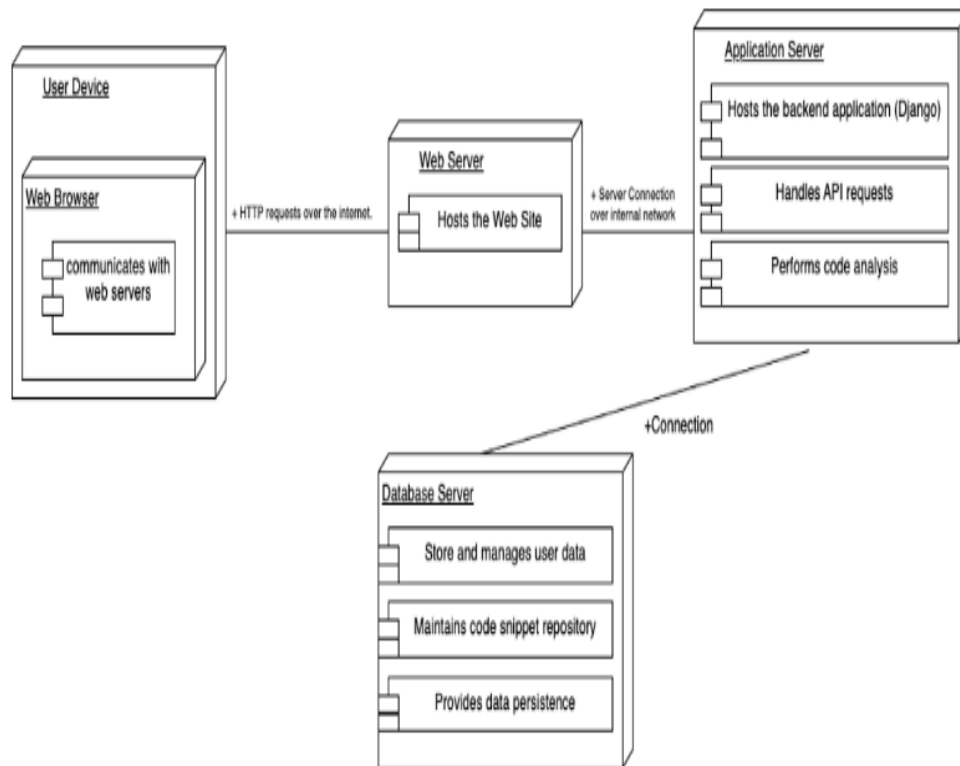 User Device
Web Browser
communicates with
web servers
+ HTTP requests over the internet.
Web Server
Hosts the Web Site
+ Server Connection
over internal network
Application Server
Hosts the backend application (Django)
Handles API requests
Performs code analysis
+Connection
Database Server
Store and manages user data
Maintains code snippet repository
Provides data persistence